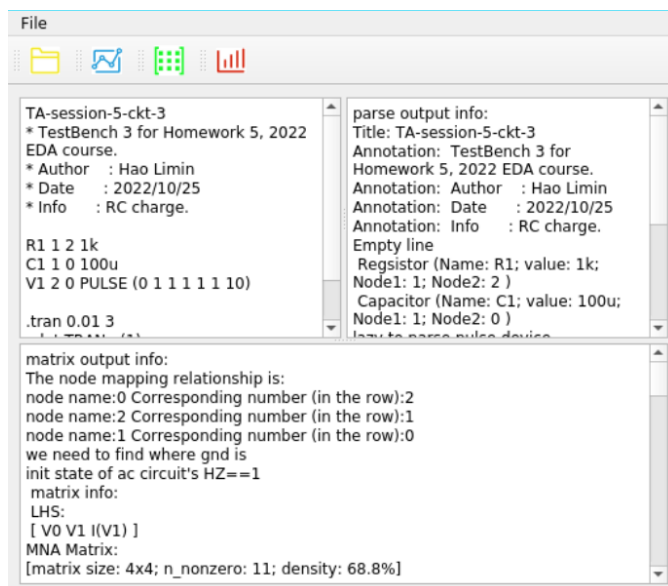 File
TA-session-5-ckt-3
* TestBench 3 for Homework 5, 2022
EDA course.
* Author : Hao Limin
* Date : 2022/10/25
* Info : RC charge.
R1 1 2 1k
C1 1 0 100u
V1 2 0 PULSE (0 1 1 1 1 1 10)
.tran 0.01 3
parse output info:
Title: TA-session-5-ckt-3
Annotation: TestBench 3 for
Homework 5, 2022 EDA course.
Annotation: Author : Hao Limin
Annotation: Date : 2022/10/25
Annotation: Info : RC charge.
Empty line
Regsistor (Name: R1; value: 1k;
Node1: 1; Node2: 2 )
Capacitor (Name: C1; value: 100u;
Node1: 1; Node2: 0 )
lazy to parse pulse device
matrix output info:
The node mapping relationship is:
node name:0 Corresponding number (in the row):2
node name:2 Corresponding number (in the row):1
node name:1 Corresponding number (in the row):0
we need to find where gnd is
init state of ac circuit's HZ==1
matrix info:
LHS:
[ V0 V1 I(V1) ]
MNA Matrix:
[matrix size: 4x4; n_nonzero: 11; density: 68.8%]